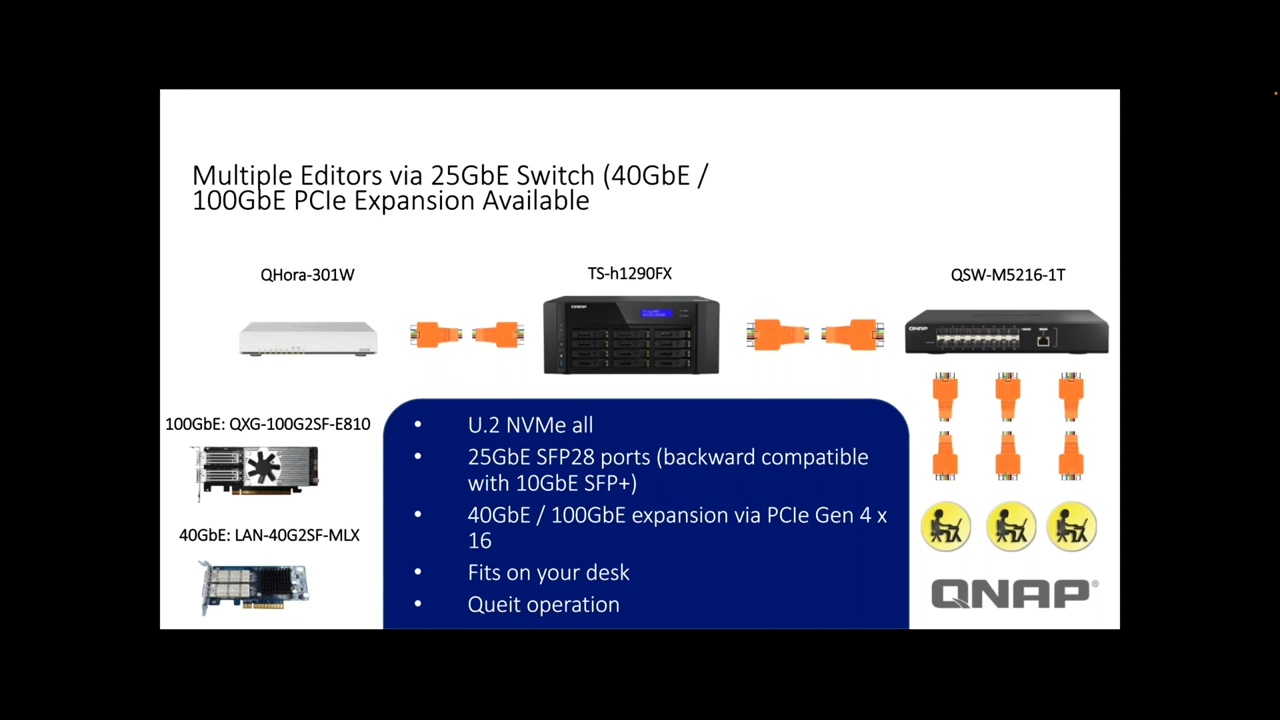 Multiple Editors via 25GbE Switch (40GbE /
100GbE PCIe Expansion Available
QHora-301W
TS-h1290FX
QSW-M5216-1T
QNAP
QNAP
100GbE: QXG-100G2SF-E810
40GbE: LAN-40G2SF-MLX
• U.2 NVMe all
• 25GbE SFP28 ports (backward compatible
with 10GbE SFP+)
• 40GbE / 100GbE expansion via PCIe Gen 4 x
16
• Fits on your desk
• Queit operation
QNAP®